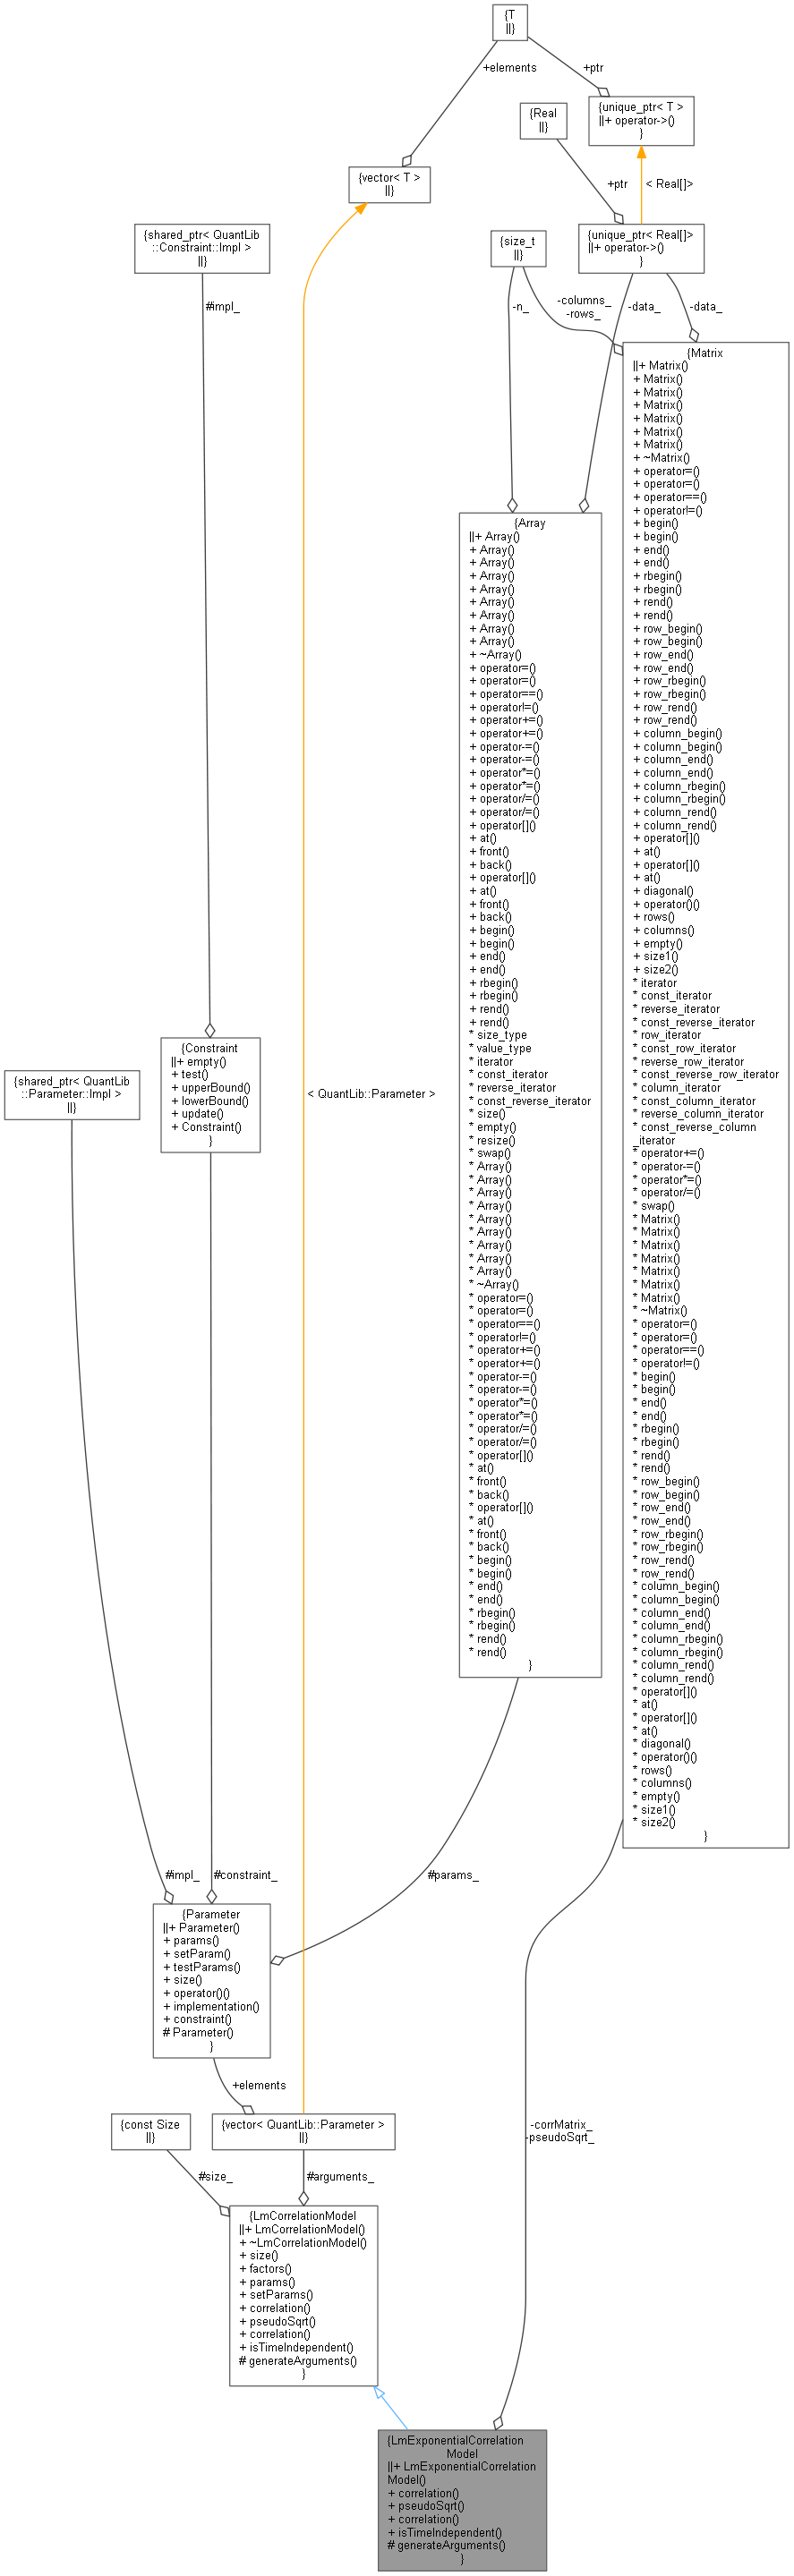 {T
||}
+elements
+ptr
{unique_ptr< T >
||+ operator->()
}
{Real
||}
{vector< T >
||}
+ptr
< Real[]>
{shared_ptr< QuantLib
::Constraint::Impl >
||}
{size_t
||}
{unique_ptr< Real[]>
||+ operator->()
}
#impl_
-n_
-columns_
-rows_
-data_
-data_
{Matrix
||+ Matrix()
+ Matrix()
+ Matrix()
+ Matrix()
+ Matrix()
+ Matrix()
+ Matrix()
+ ~Matrix()
+ operator=()
+ operator=()
+ operator==()
+ operator!=()
+ begin()
+ begin()
+ end()
+ end()
+ rbegin()
+ rbegin()
+ rend()
+ rend()
+ row_begin()
+ row_begin()
+ row_end()
+ row_end()
+ row_rbegin()
+ row_rbegin()
+ row_rend()
+ row_rend()
+ column_begin()
+ column_begin()
+ column_end()
+ column_end()
+ column_rbegin()
+ column_rbegin()
+ column_rend()
+ column_rend()
+ operator[]()
+ at()
+ operator[]()
+ at()
+ diagonal()
+ operator()()
+ rows()
+ columns()
+ empty()
+ size1()
+ size2()
* iterator
* const_iterator
* reverse_iterator
* const_reverse_iterator
* row_iterator
* const_row_iterator
* reverse_row_iterator
* const_reverse_row_iterator
* column_iterator
* const_column_iterator
* reverse_column_iterator
* const_reverse_column
_iterator
* operator+=()
* operator-=()
* operator*=()
* operator/=()
* swap()
* Matrix()
* Matrix()
* Matrix()
* Matrix()
* Matrix()
* Matrix()
* Matrix()
* ~Matrix()
* operator=()
* operator=()
* operator==()
* operator!=()
* begin()
* begin()
* end()
* end()
* rbegin()
* rbegin()
* rend()
* rend()
* row_begin()
* row_begin()
* row_end()
* row_end()
* row_rbegin()
* row_rbegin()
* row_rend()
* row_rend()
* column_begin()
* column_begin()
* column_end()
* column_end()
* column_rbegin()
* column_rbegin()
* column_rend()
* column_rend()
* operator[]()
* at()
* operator[]()
* at()
* diagonal()
* operator()()
* rows()
* columns()
* empty()
* size1()
* size2()
}
{Array
||+ Array()
+ Array()
+ Array()
+ Array()
+ Array()
+ Array()
+ Array()
+ Array()
+ Array()
+ ~Array()
+ operator=()
+ operator=()
+ operator==()
+ operator!=()
+ operator+=()
+ operator+=()
+ operator-=()
+ operator-=()
+ operator*=()
+ operator*=()
+ operator/=()
+ operator/=()
+ operator[]()
+ at()
+ front()
+ back()
+ operator[]()
+ at()
+ front()
+ back()
+ begin()
+ begin()
+ end()
+ end()
+ rbegin()
+ rbegin()
+ rend()
+ rend()
* size_type
* value_type
* iterator
* const_iterator
* reverse_iterator
* const_reverse_iterator
* size()
* empty()
* resize()
* swap()
* Array()
* Array()
* Array()
* Array()
* Array()
* Array()
* Array()
* Array()
* Array()
* ~Array()
* operator=()
* operator=()
* operator==()
* operator!=()
* operator+=()
* operator+=()
* operator-=()
* operator-=()
* operator*=()
* operator*=()
* operator/=()
* operator/=()
* operator[]()
* at()
* front()
* back()
* operator[]()
* at()
* front()
* back()
* begin()
* begin()
* end()
* end()
* rbegin()
* rbegin()
* rend()
* rend()
}
{Constraint
||+ empty()
+ test()
+ upperBound()
+ lowerBound()
+ update()
+ Constraint()
}
{shared_ptr< QuantLib
::Parameter::Impl >
||}
< QuantLib::Parameter >
#impl_
#constraint_
#params_
{Parameter
||+ Parameter()
+ params()
+ setParam()
+ testParams()
+ size()
+ operator()()
+ implementation()
+ constraint()
# Parameter()
}
+elements
{const Size
||}
{vector< QuantLib::Parameter >
||}
-corrMatrix_
-pseudoSqrt_
#size_
#arguments_
{LmCorrelationModel
||+ LmCorrelationModel()
+ ~LmCorrelationModel()
+ size()
+ factors()
+ params()
+ setParams()
+ correlation()
+ pseudoSqrt()
+ correlation()
+ isTimeIndependent()
# generateArguments()
}
{LmExponentialCorrelation
Model
||+ LmExponentialCorrelation
Model()
+ correlation()
+ pseudoSqrt()
+ correlation()
+ isTimeIndependent()
# generateArguments()
}